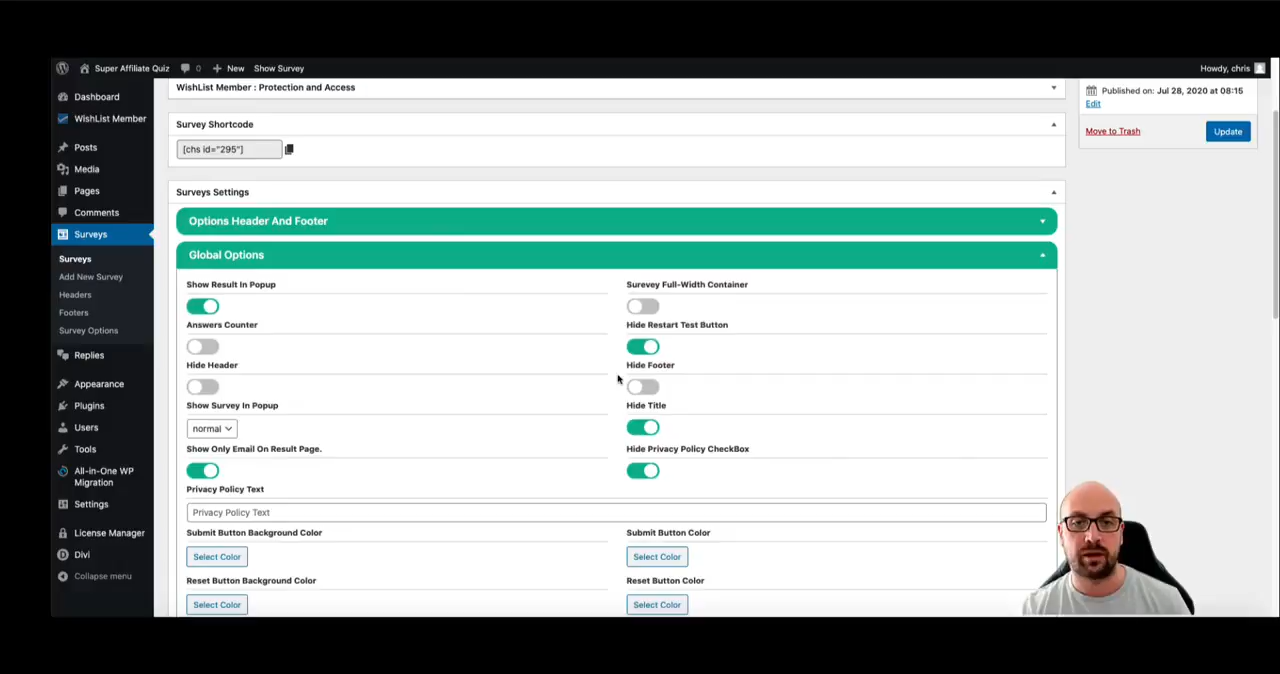 Super Affiliate Quiz 0 New Show Survey Howdy, chris
Dashboard
WishList Member
Posts
Media
Pages
Comments
Surveys
Surveys
Add New Survey
Headers
Footers
Survey Options
Replies
Appearance
Plugins
Users
Tools
All-in-One WP
Migration
Settings
License Manager
Divi
Collapse menu
WishList Member : Protection and Access
Survey Shortcode
[chs id="295"]
Surveys Settings
Options Header And Footer
Global Options
Show Result In Popup Surevey Full-Width Container
Answers Counter Hide Restart Test Button
Hide Header Hide Footer
Show Survey In Popup Hide Title
normal
Show Only Email On Result Page. Hide Privacy Policy CheckBox
Privacy Policy Text
Privacy Policy Text
Submit Button Background Color Submit Button Color
Select Color Select Color
Reset Button Background Color Reset Button Color
Select Color Select Color
Published on: Jul 28, 2020 at 08:15
Edit
Move to Trash Update